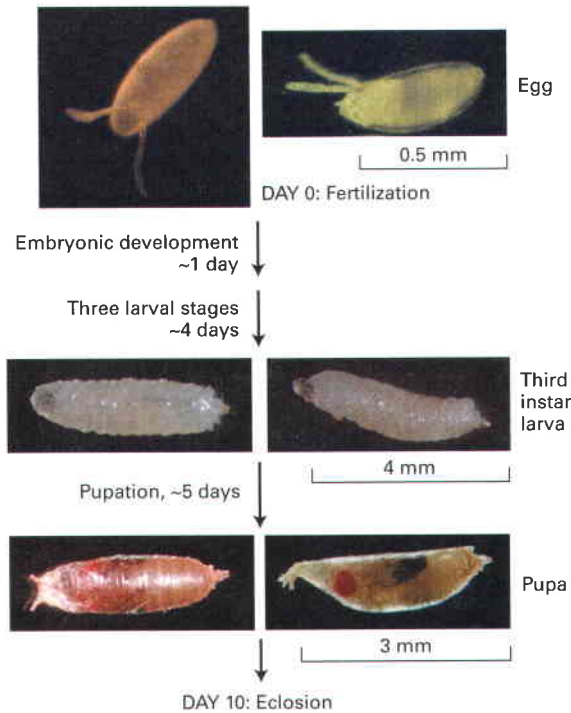 Egg
0.5 mm
DAY 0: Fertilization
Embryonic development
~1 day
Three larval stages
~4 days
Third
instar
larva
4 mm
Pupation, ~5 days
Pupa
3 mm
DAY 10: Eclosion